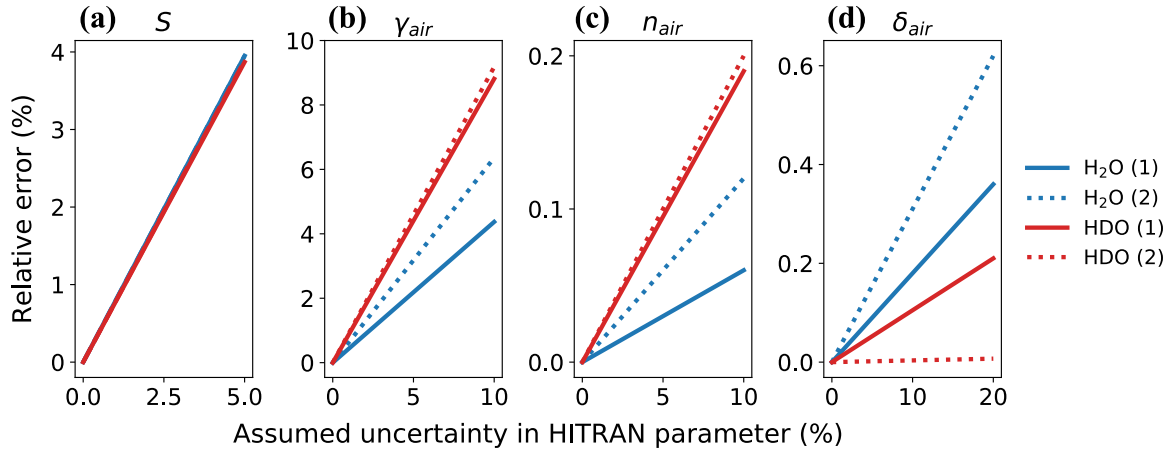 (a) S (b) γair (c) nair (d) δair
Relative error (%)
4
3
2
1
0
0.0 2.5 5.0
10
8
6
4
2
0
0 5 10
0.2
0.1
0.0
0 5 10
0.6
0.4
0.2
0.0
0 10 20
H2O (1)
H2O (2)
HDO (1)
HDO (2)
Assumed uncertainty in HITRAN parameter (%)